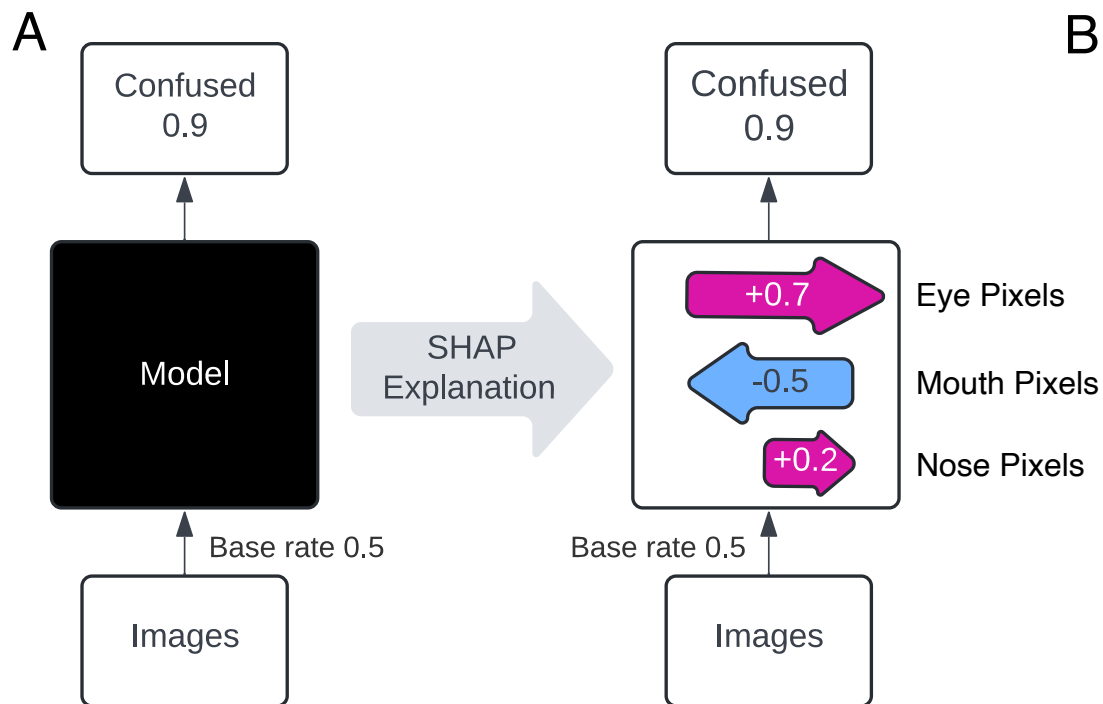 A
B
Confused
0.9
Confused
0.9
Model
SHAP
Explanation
+0.7
Eye Pixels
-0.5
Mouth Pixels
+0.2
Nose Pixels
Base rate 0.5
Base rate 0.5
Images
Images